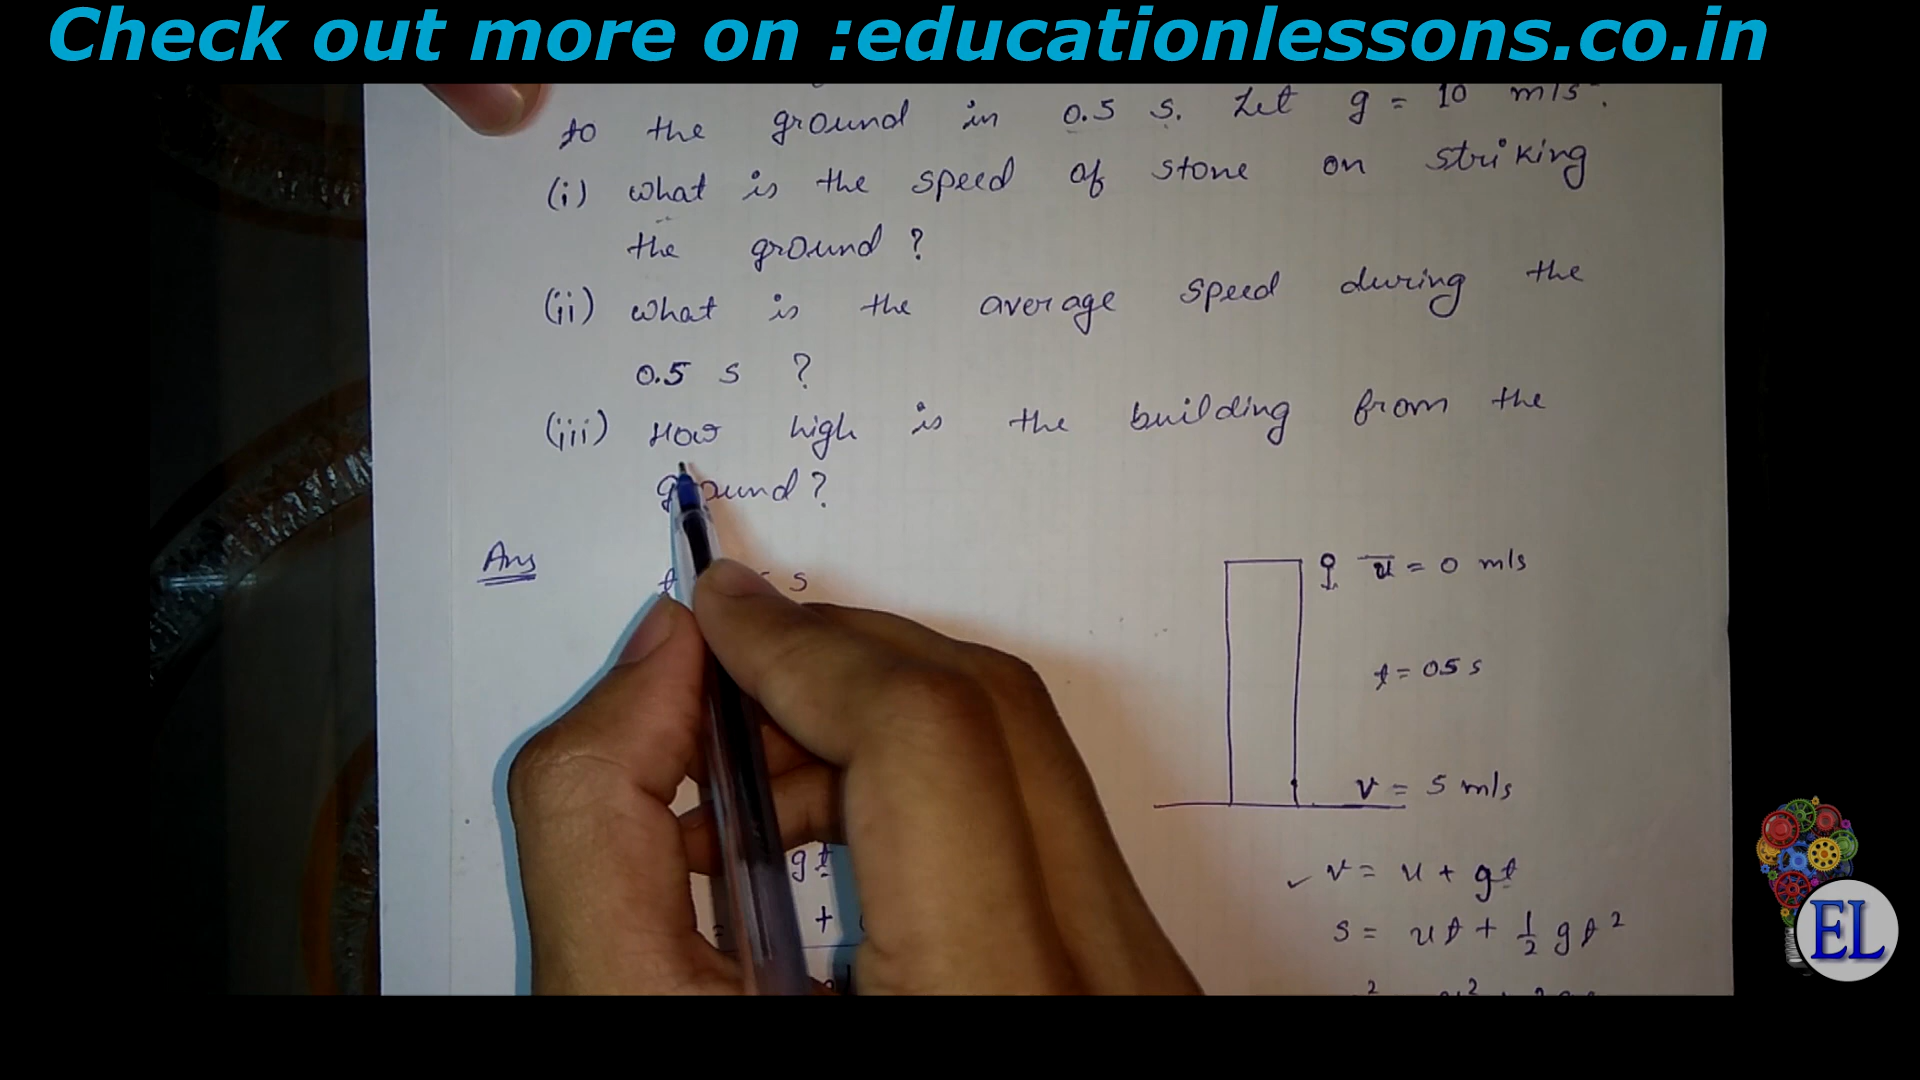 Check out more on :educationlessons.co.in
to the ground in 0.5 s. Let g = 10 m/s².
(i) what is the speed of stone on striking
the ground ?
(ii) what is the average speed during the
0.5 s ?
(iii) How high is the building from the
ground?
Ans
s
u = 0 m/s
t = 0.5 s
v = 5 m/s
gt
+
v = u + gt
s = ut + 1/2 gt²
EL